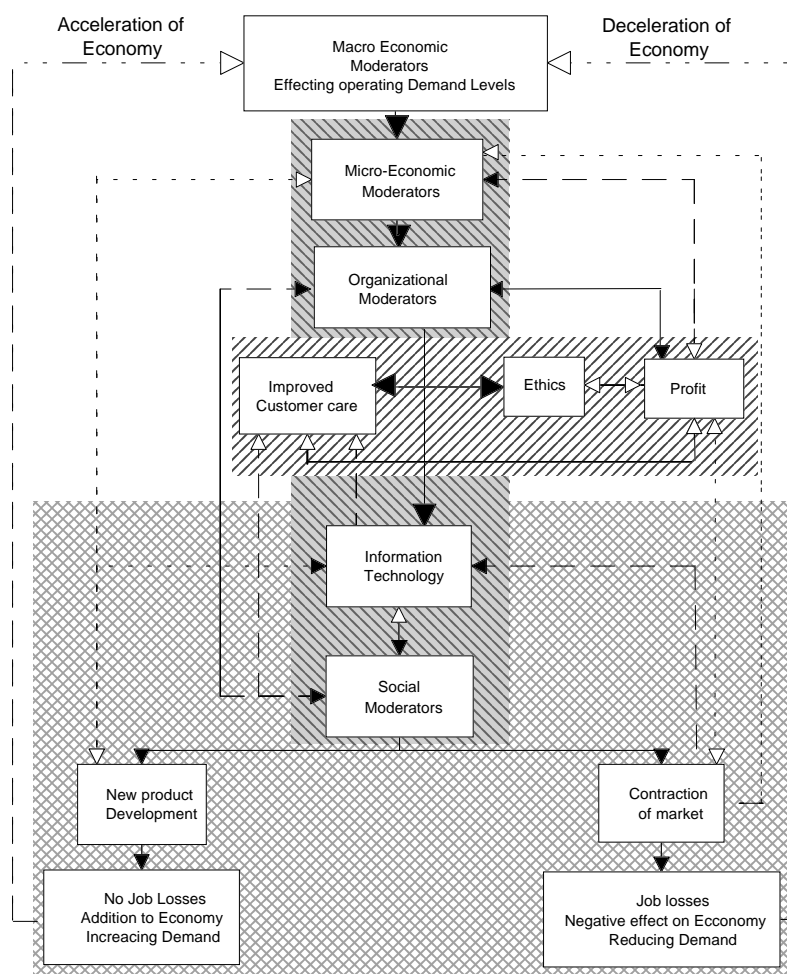 Acceleration of
Economy
Deceleration of
Economy
Macro Economic
Moderators
Effecting operating Demand Levels
Micro-Economic
Moderators
Organizational
Moderators
Improved
Customer care
Ethics
Profit
Information
Technology
Social
Moderators
New product
Development
Contraction
of market
No Job Losses
Addition to Economy
Increacing Demand
Job losses
Negative effect on Ecconomy
Reducing Demand